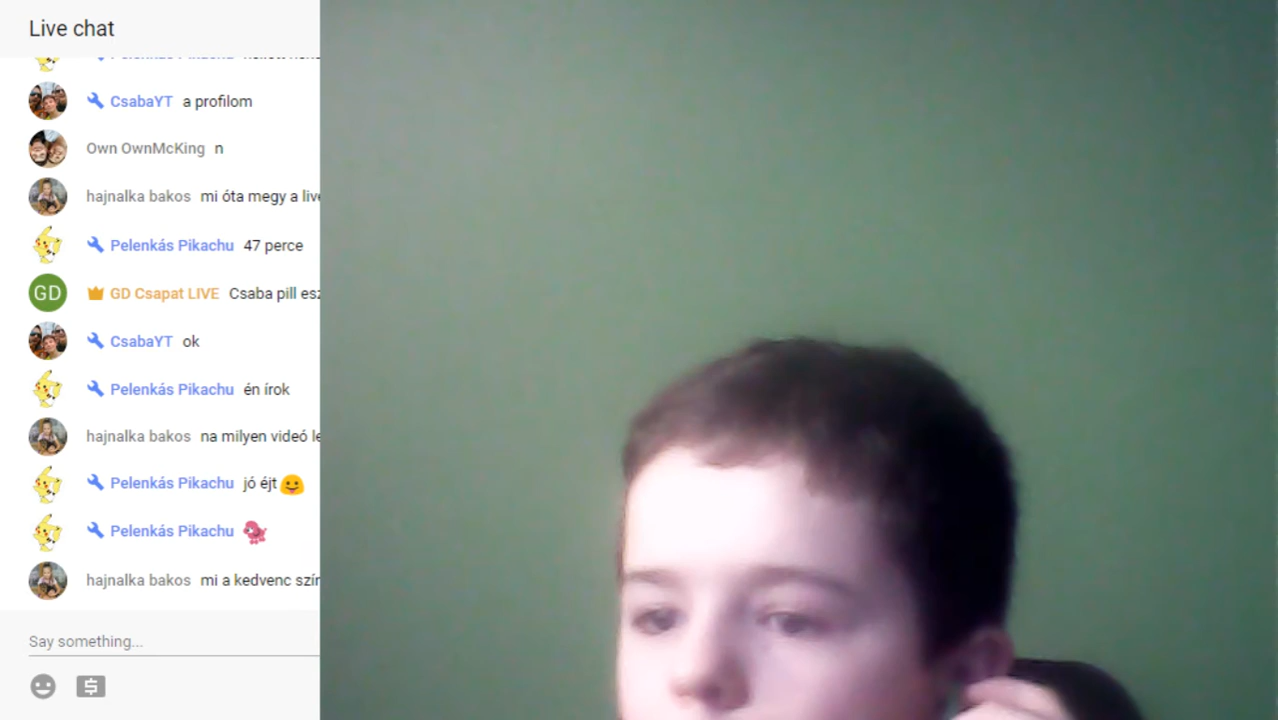 Live chat
CsabaYT a profilom
Own OwnMcKing n
hajnalka bakos mi óta megy a live
Pelenkás Pikachu 47 perce
GD GD Csapat LIVE Csaba pill
CsabaYT ok
Pelenkás Pikachu én írok
hajnalka bakos na milyen videó
Pelenkás Pikachu jó éjt
Pelenkás Pikachu
hajnalka bakos mi a kedvenc
Say something...